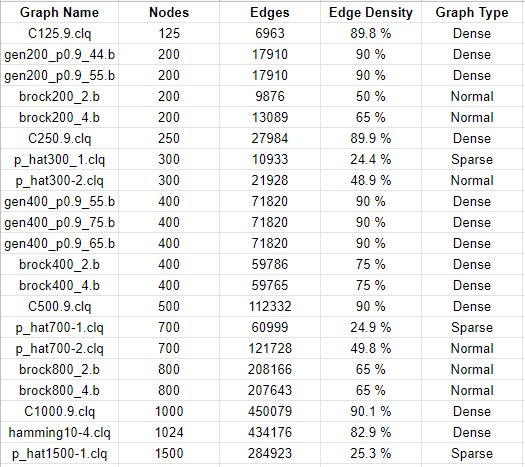 Graph Name Nodes Edges Edge Density Graph Type
C125.9.clq 125 6963 89.8 % Dense
gen200_p0.9_44.b 200 17910 90 % Dense
gen200_p0.9_55.b 200 17910 90 % Dense
brock200_2.b 200 9876 50 % Normal
brock200_4.b 200 13089 65 % Normal
C250.9.clq 250 27984 89.9 % Dense
p_hat300_1.clq 300 10933 24.4 % Sparse
p_hat300-2.clq 300 21928 48.9 % Normal
gen400_p0.9_55.b 400 71820 90 % Dense
gen400_p0.9_75.b 400 71820 90 % Dense
gen400_p0.9_65.b 400 71820 90 % Dense
brock400_2.b 400 59786 75 % Dense
brock400_4.b 400 59765 75 % Dense
C500.9.clq 500 112332 90 % Dense
p_hat700-1.clq 700 60999 24.9 % Sparse
p_hat700-2.clq 700 121728 49.8 % Normal
brock800_2.b 800 208166 65 % Normal
brock800_4.b 800 207643 65 % Normal
C1000.9.clq 1000 450079 90.1 % Dense
hamming10-4.clq 1024 434176 82.9 % Dense
p_hat1500-1.clq 1500 284923 25.3 % Sparse